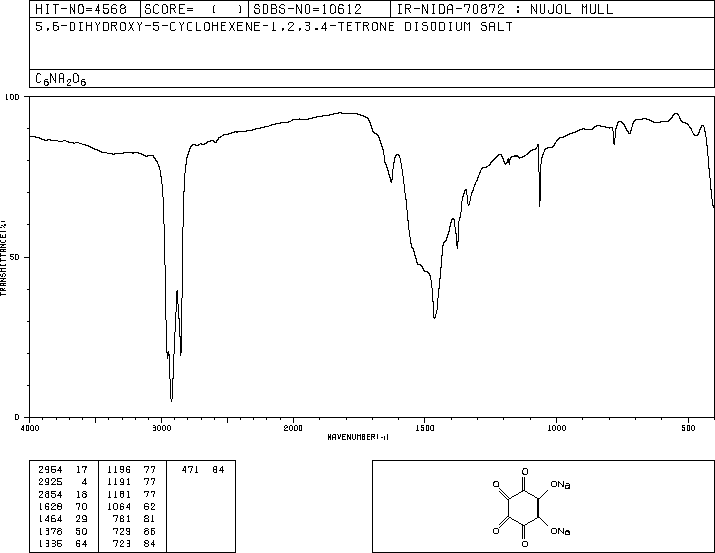 HIT-NO=4568 SCORE= ( ) SDBS-NO=10612 IR-NIDA-70872 : NUJOL MULL
5,6-DIHYDROXY-5-CYCLOHEXENE-1,2,3,4-TETRONE DISODIUM SALT
C6NA2O6
100
50
0
TRANSMITTANCE(%)
4000 3000 2000 1500 1000 500
WAVENUMBER(-1)
2954 17 1196 77 471 84
2925 4 1191 77
2854 18 1181 77
1628 70 1064 62
1464 29 781 81
1378 50 729 86
1336 64 723 84
O O ONa
O O ONa